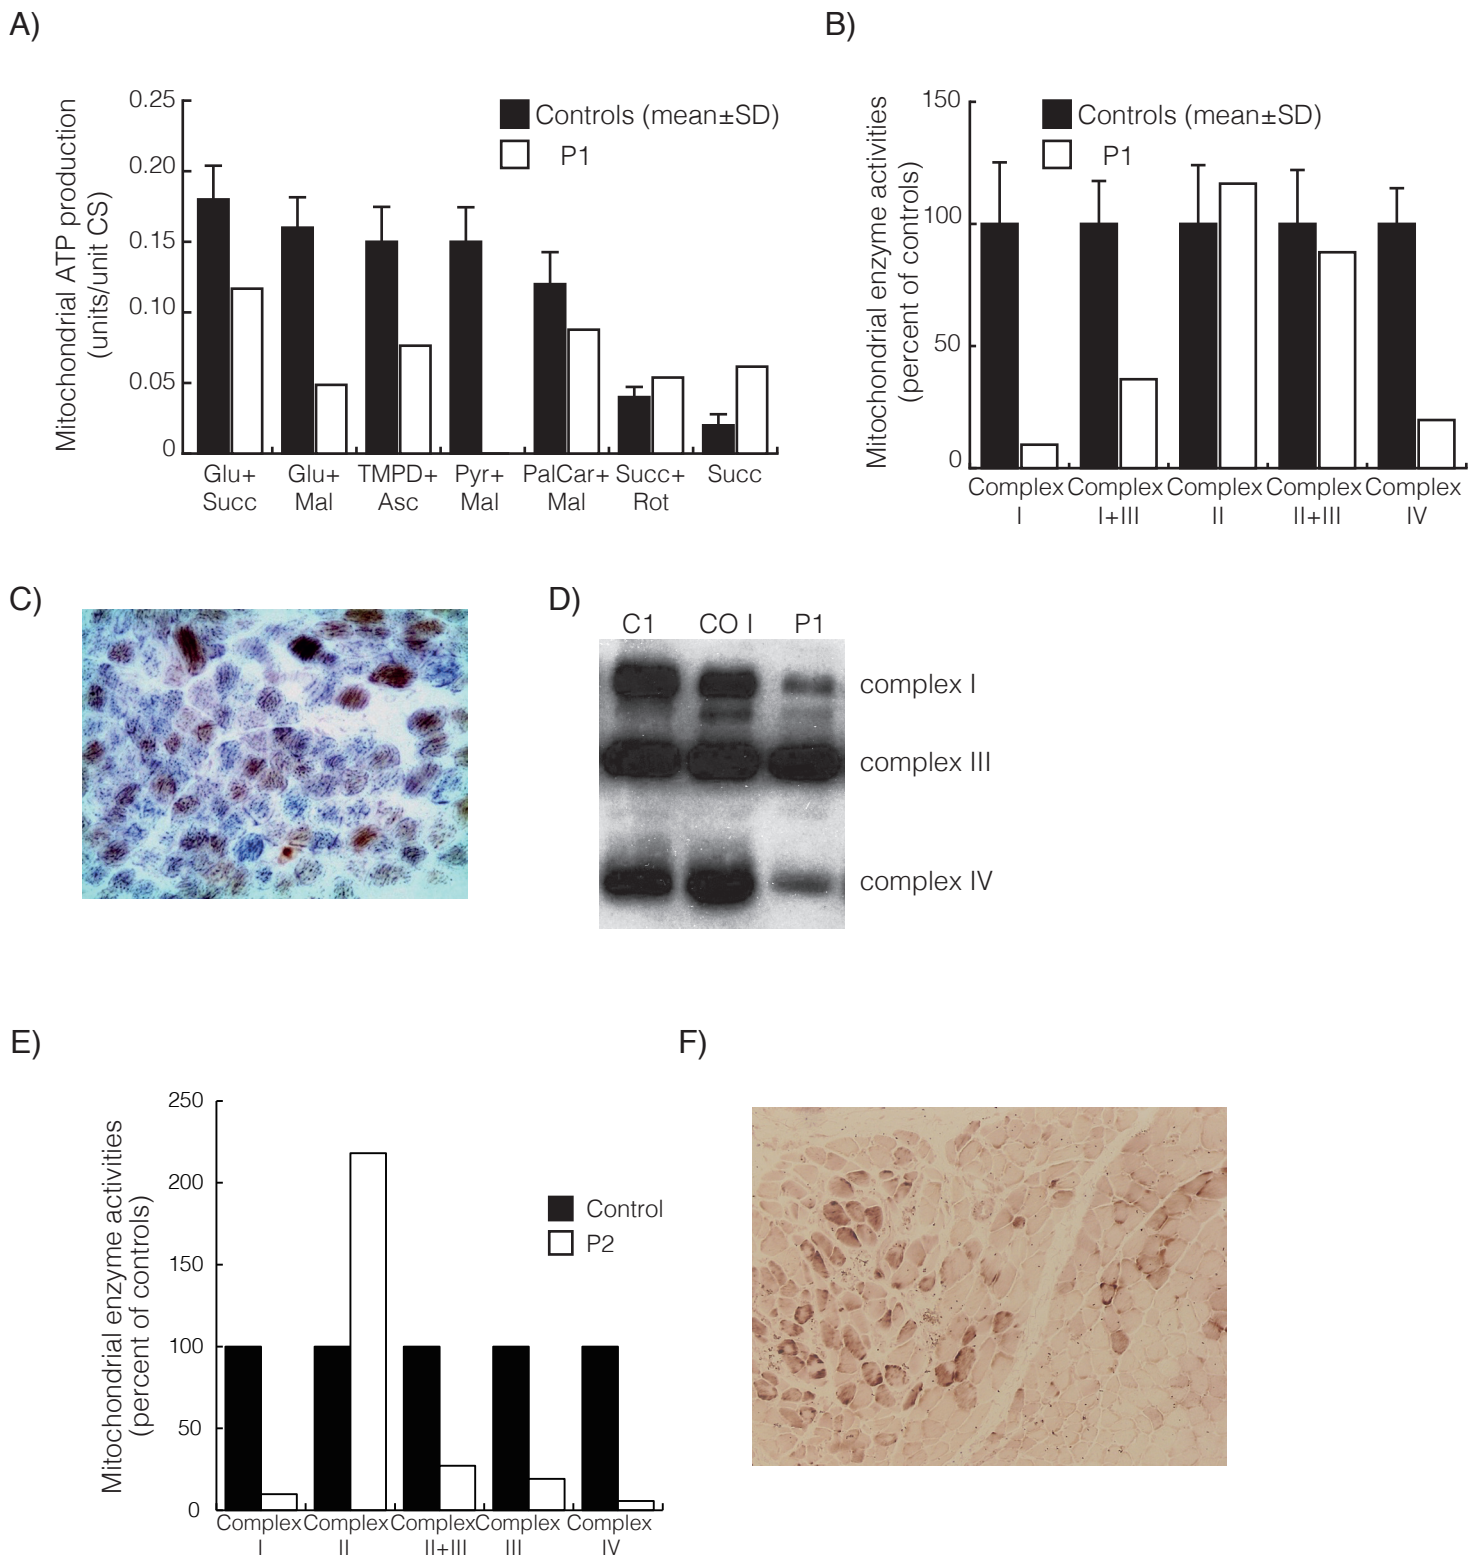 A)
Mitochondrial ATP production
(units/unit CS)
0.25
0.20
0.15
0.10
0.05
0
Controls (mean±SD)
P1
Glu+ Succ
Glu+ Mal
TMPD+ Asc
Pyr+ Mal
PalCar+ Mal
Succ+ Rot
Succ
B)
Mitochondrial enzyme activities
(percent of controls)
150
100
50
0
Controls (mean±SD)
P1
Complex I
Complex I+III
Complex II
Complex II+III
Complex IV
C)
D)
C1 CO I P1
complex I
complex III
complex IV
E)
Mitochondrial enzyme activities
(percent of controls)
250
200
150
100
50
0
Control
P2
Complex I
Complex II
Complex II+III
Complex III
Complex IV
F)